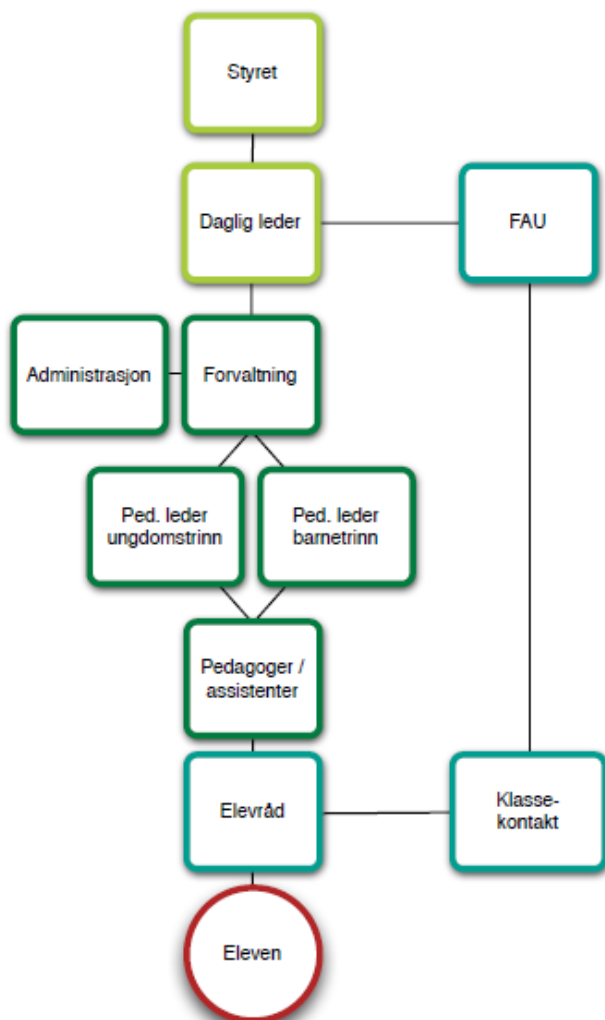 Styret
Daglig leder
FAU
Administrasjon
Forvaltning
Ped. leder
ungdomstrinn
Ped. leder
barnetrinn
Pedagoger /
assistenter
Elevråd
Klasse-
kontakt
Eleven